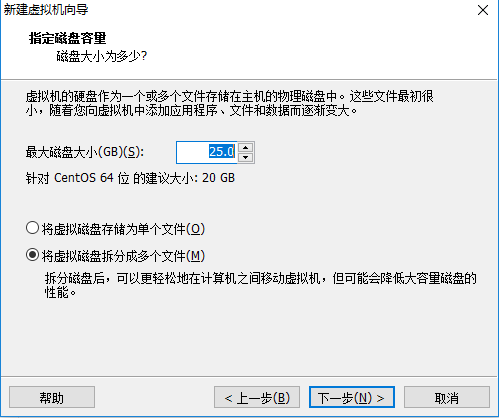 新建虚拟机向导
指定磁盘容量
磁盘大小为多少?
虚拟机的硬盘作为一个或多个文件存储在主机的物理磁盘中。这些文件最初很
小，随着您向虚拟机中添加应用程序、文件和数据而逐渐变大。
最大磁盘大小(GB)(S): 25.0
针对 CentOS 64 位 的建议大小: 20 GB
将虚拟磁盘存储为单个文件(O)
将虚拟磁盘拆分成多个文件(M)
拆分磁盘后，可以更轻松地在计算机之间移动虚拟机，但可能会降低大容量磁盘的
性能。
帮助 < 上一步(B) 下一步(N) > 取消